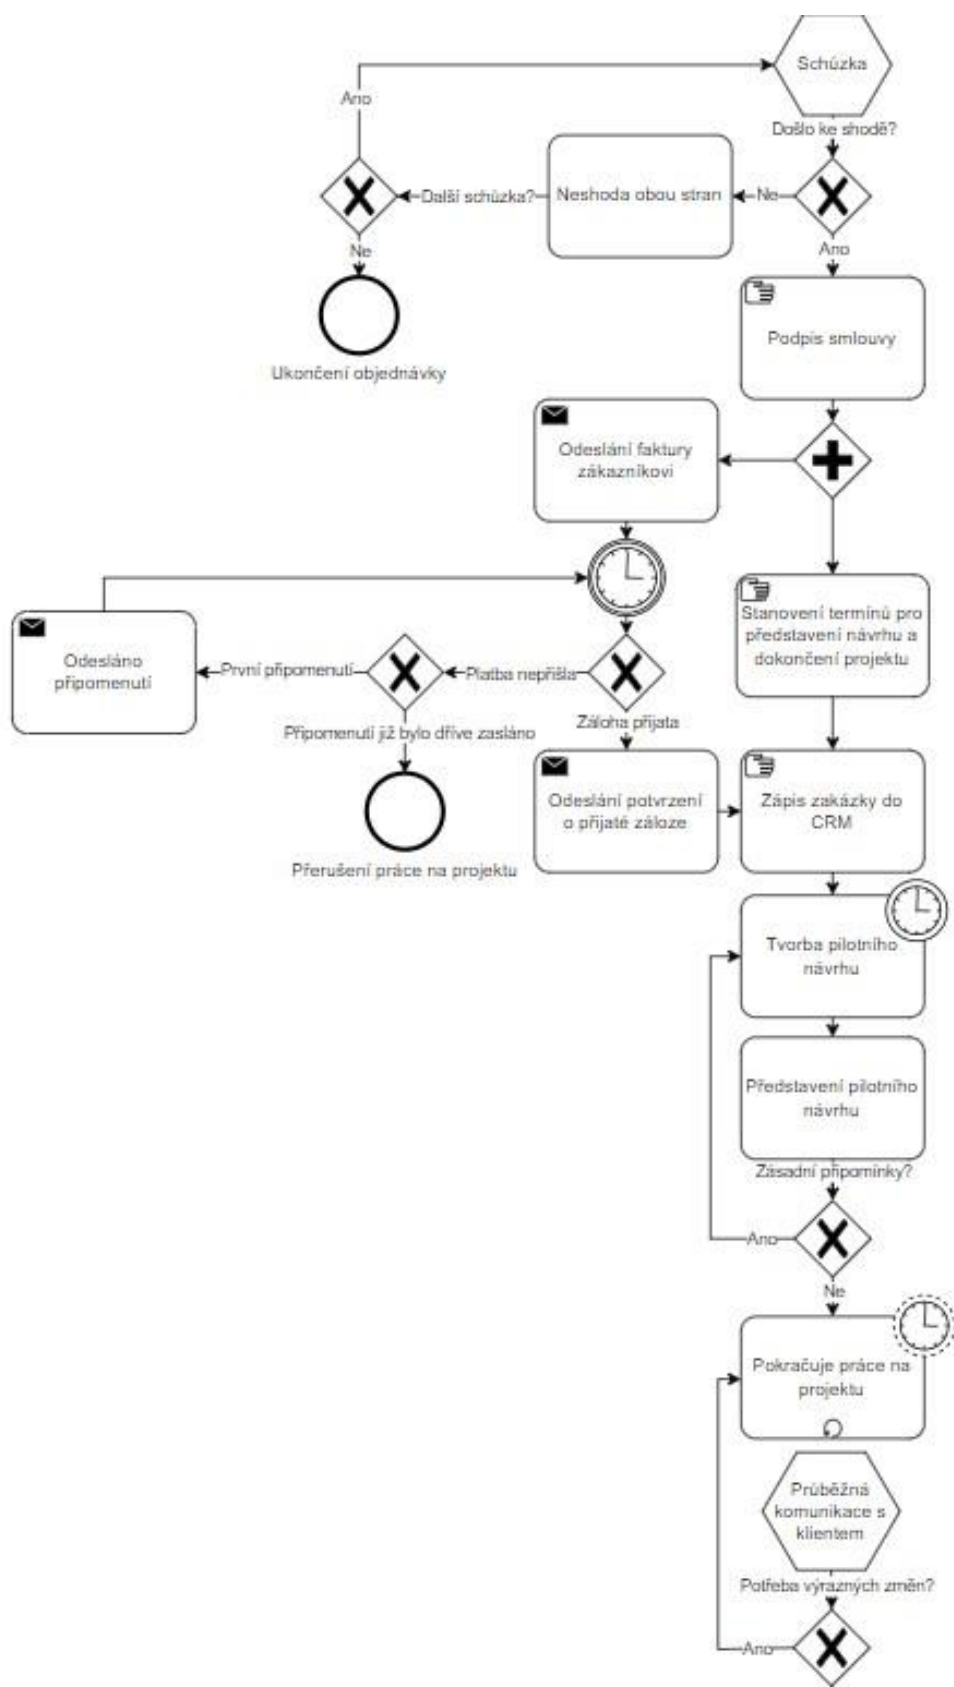 Schůzka
Ano
Došlo ke shodě?
Další schůzka?
Neshoda obou stran
Ne
Ne
Ano
Ukončení objednávky
Podpis smlouvy
Odeslání faktury
zákazníkovi
Stanovení termínů pro
představení návrhu a
dokončení projektu
Odesláno
připomenutí
První připomenutí
Platba nepřišla
Připomenutí již bylo dříve zasláno
Záloha přijata
Přerušení práce na projektu
Odeslání potvrzení
o přijaté záloze
Zápis zakázky do
CRM
Tvorba pilotního
návrhu
Představení pilotního
návrhu
Zásadní připomínky?
Ano
Ne
Pokračuje práce na
projektu
Průběžná
komunikace s
klientem
Potřeba výrazných změn?
Ano